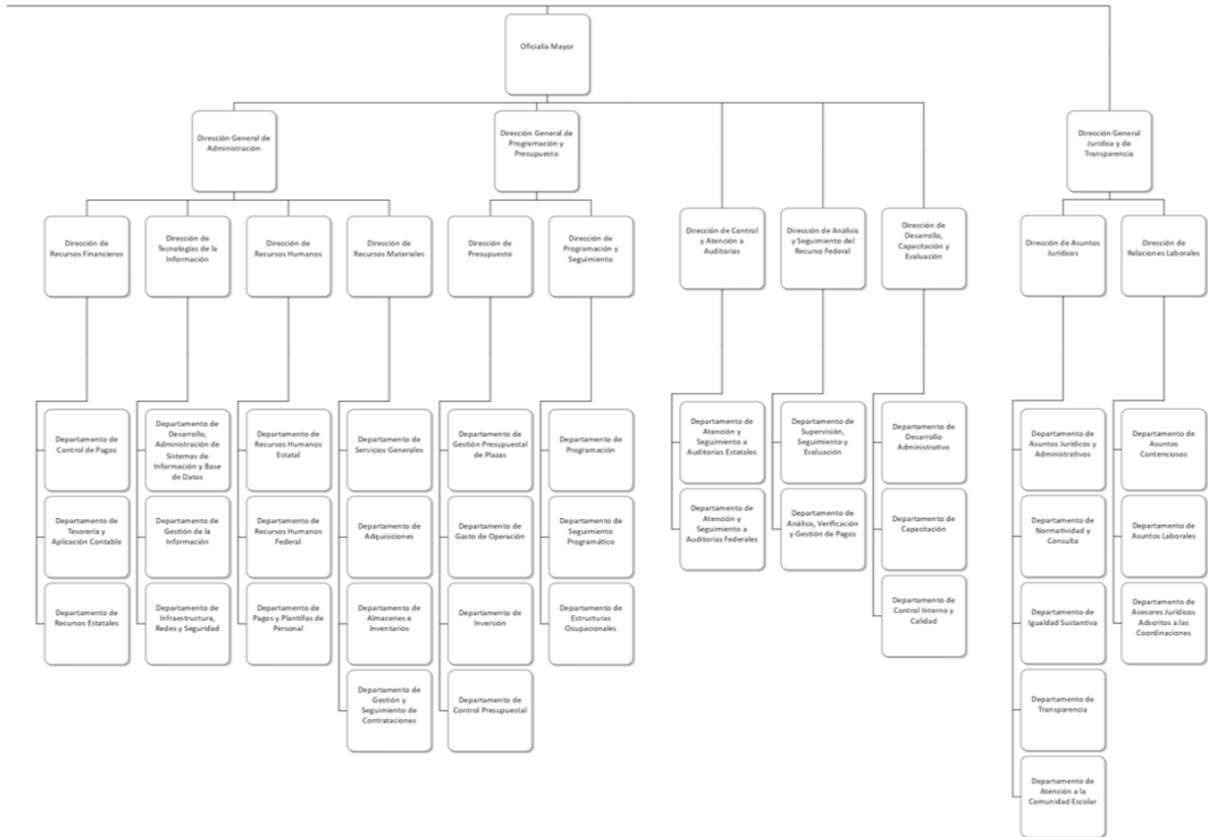 Oficialía Mayor
Dirección General de
Administración
Dirección General de
Programación y
Presupuesto
Dirección General
Jurídica y de
Transparencia
Dirección de
Recursos Financieros
Dirección de
Tecnologías de la
Información
Dirección de
Recursos Humanos
Dirección de
Recursos Materiales
Dirección de
Presupuesto
Dirección de
Programación y
Seguimiento
Dirección de Control
y Atención a
Auditorias
Dirección de Análisis
y Seguimiento del
Recurso Federal
Dirección de
Desarrollo,
Capacitación y
Evaluación
Dirección de Asuntos
Jurídicos
Dirección de
Relaciones Laborales
Departamento de
Control de Pagos
Departamento de
Desarrollo,
Administración de
Sistemas de
Información y Base
de Datos
Departamento de
Recursos Humanos
Estatal
Departamento de
Servicios Generales
Departamento de
Gestión Presupuestal
de Plazas
Departamento de
Programación
Departamento de
Atención y
Seguimiento a
Auditorias Estatales
Departamento de
Supervisión,
Seguimiento y
Evaluación
Departamento de
Desarrollo
Administrativo
Departamento de
Asuntos Jurídicos y
Administrativos
Departamento de
Asuntos
Contenciosos
Departamento de
Tesorería y
Aplicación Contable
Departamento de
Gestión de la
Información
Departamento de
Recursos Humanos
Federal
Departamento de
Adquisiciones
Departamento de
Gasto de Operación
Departamento de
Seguimiento
Programático
Departamento de
Atención y
Seguimiento a
Auditorias Federales
Departamento de
Análisis, Verificación
y Gestión de Pagos
Departamento de
Capacitación
Departamento de
Normatividad y
Consulta
Departamento de
Asuntos Laborales
Departamento de
Recursos Estatales
Departamento de
Infraestructura,
Redes y Seguridad
Departamento de
Pagos y Plantillas de
Personal
Departamento de
Almacenes e
Inventarios
Departamento de
Inversión
Departamento de
Estructuras
Ocupacionales
Departamento de
Control Interno y
Calidad
Departamento de
Igualdad Sustantiva
Departamento de
Asesores Jurídicos
Adscritos a las
Coordinaciones
Departamento de
Gestión y
Seguimiento de
Contrataciones
Departamento de
Control Presupuestal
Departamento de
Transparencia
Departamento de
Atención a la
Comunidad Escolar